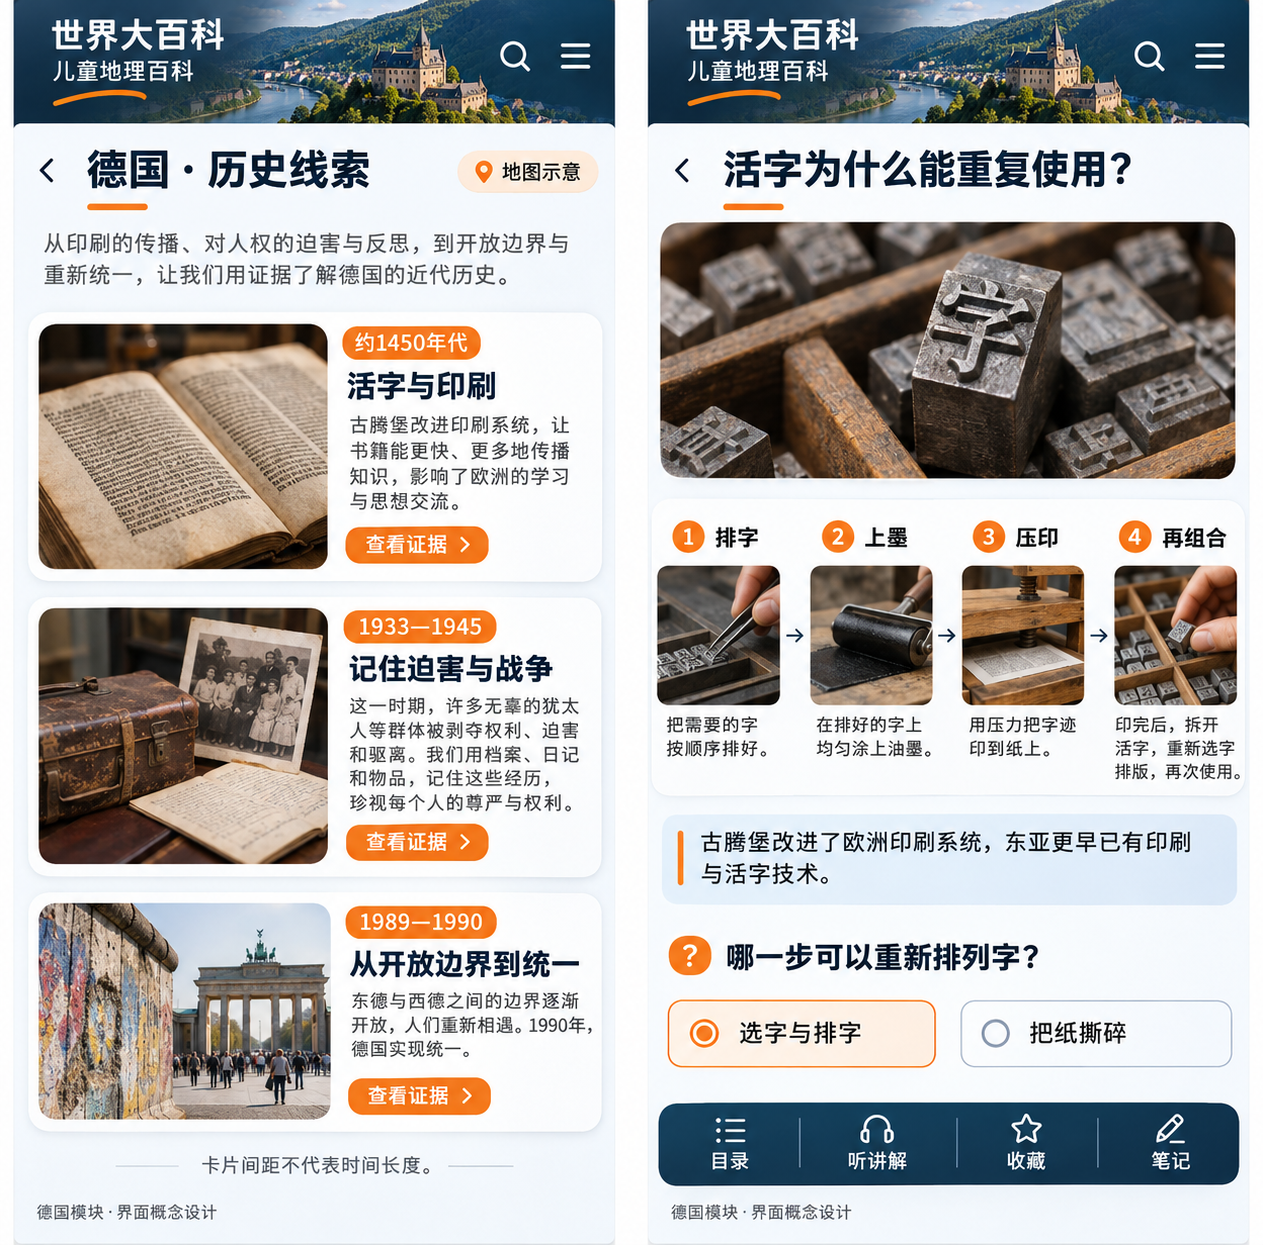 世界大百科
儿童地理百科
德国·历史线索
地图示意
从印刷的传播、对人权的迫害与反思，到开放边界与
重新统一，让我们用证据了解德国的近代历史。
约1450年代
活字与印刷
古腾堡改进印刷系统，让
书籍能更快、更多地传播
知识，影响了欧洲的学习
与思想交流。
查看证据
1933—1945
记住迫害与战争
这一时期，许多无辜的犹太
人等群体被剥夺权利、迫害
和驱离。我们用档案、日记
和物品，记住这些经历，
珍视每个人的尊严与权利。
查看证据
1989—1990
从开放边界到统一
东德与西德之间的边界逐渐
开放，人们重新相遇。1990年，
德国实现统一。
查看证据
卡片间距不代表时间长度。
德国模块·界面概念设计
世界大百科
儿童地理百科
活字为什么能重复使用？
字
1 排字
2 上墨
3 压印
4 再组合
把需要的字
按顺序排好。
在排好的字上
均匀涂上油墨。
用压力把字迹
印到纸上。
印完后，拆开
活字，重新选字
排版，再次使用。
古腾堡改进了欧洲印刷系统，东亚更早已有印刷
与活字技术。
? 哪一步可以重新排列字？
选字与排字
把纸撕碎
目录
听讲解
收藏
笔记
德国模块·界面概念设计